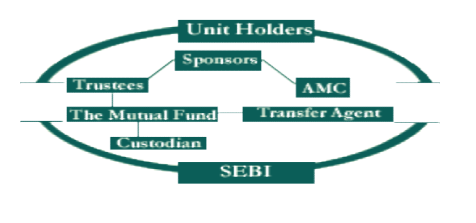 Unit Holders
Sponsors
Trustees
AMC
The Mutual Fund
Transfer Agent
Custodian
SEBI